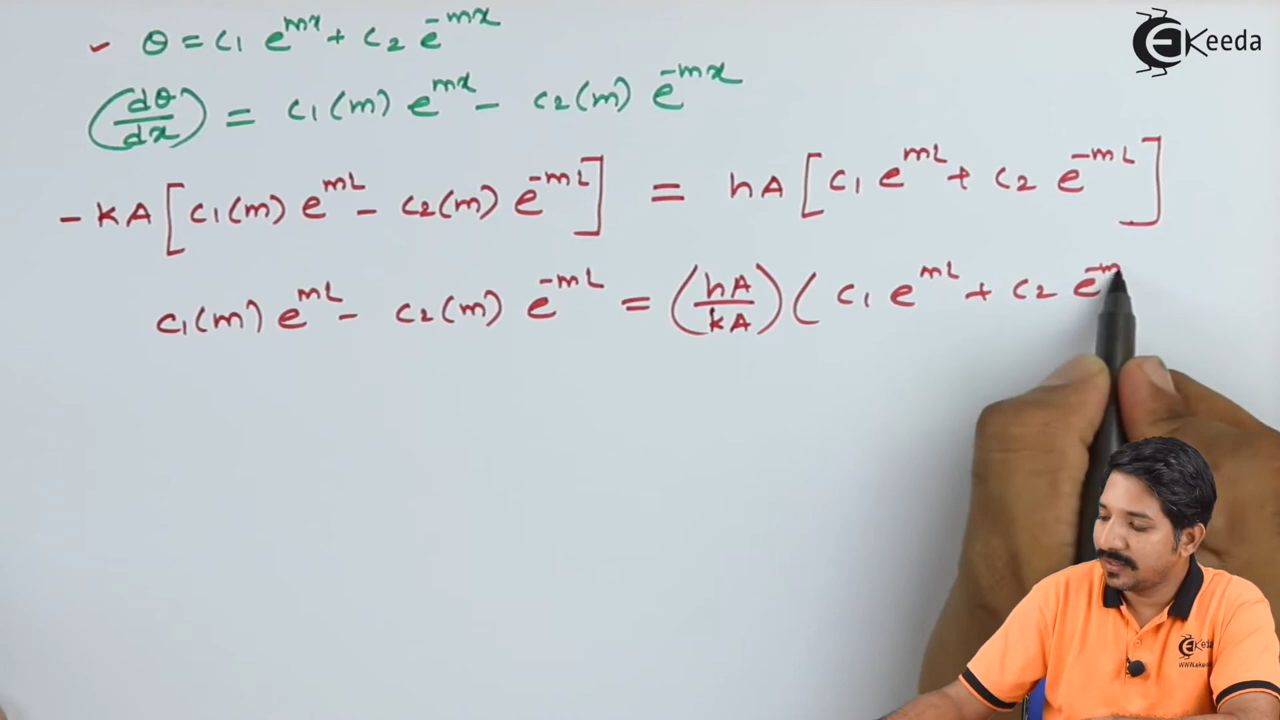 Ekeeda
θ = c₁ e^{mx} + c₂ e^{-mx}
(dθ/dx) = c₁(m) e^{mx} - c₂(m) e^{-mx}
-kA[c₁(m) e^{mL} - c₂(m) e^{-mL}] = hA[c₁ e^{mL} + c₂ e^{-mL}]
c₁(m) e^{mL} - c₂(m) e^{-mL} = (hA/kA)(c₁ e^{mL} + c₂ e^{-m